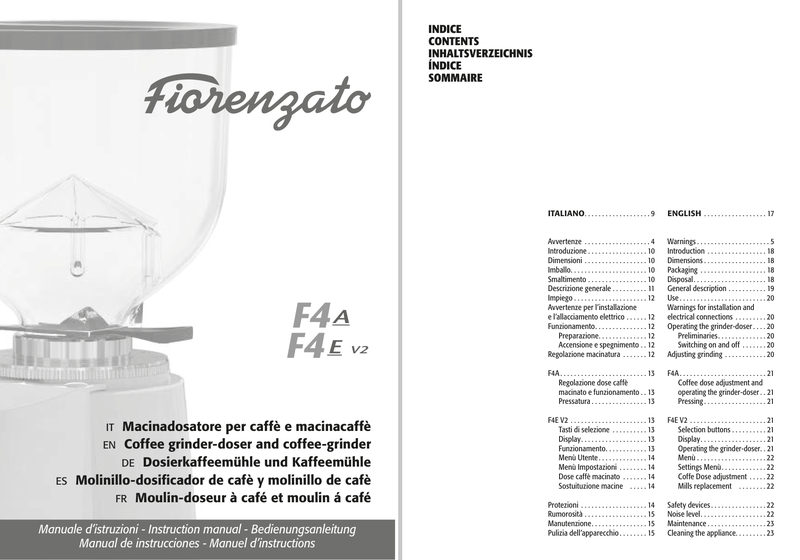 Fiorenzato
F4 A
F4 E V2
IT Macinadosatore per caffè e macinacaffè
EN Coffee grinder-doser and coffee-grinder
DE Dosierkaffeemühle und Kaffeemühle
ES Molinillo-dosificador de cafè y molinillo de cafè
FR Moulin-doseur à café et moulin á café
Manuale d'istruzioni - Instruction manual - Bedienungsanleitung
Manual de instrucciones - Manuel d'instructions
INDICE
CONTENTS
INHALTSVERZEICHNIS
ÍNDICE
SOMMAIRE
ITALIANO. . . . . . . . . . . . . . . . . . . 9
Avvertenze . . . . . . . . . . . . . . . . . . . 4
Introduzione . . . . . . . . . . . . . . . . . 10
Dimensioni . . . . . . . . . . . . . . . . . . 10
Imballo. . . . . . . . . . . . . . . . . . . . . . 10
Smaltimento . . . . . . . . . . . . . . . . . 10
Descrizione generale . . . . . . . . . . 11
Impiego . . . . . . . . . . . . . . . . . . . . . 12
Avvertenze per l'installazione
e l'allacciamento elettrico . . . . . . 12
Funzionamento. . . . . . . . . . . . . . . 12
Preparazione. . . . . . . . . . . . . . . 12
Accensione e spegnimento . . 12
Regolazione macinatura . . . . . . . 12
F4A. . . . . . . . . . . . . . . . . . . . . . . . . 13
Regolazione dose caffè
macinato e funzionamento . . 13
Pressatura . . . . . . . . . . . . . . . . . 13
F4E V2 . . . . . . . . . . . . . . . . . . . . . . 13
Tasti di selezione . . . . . . . . . . . 13
Display. . . . . . . . . . . . . . . . . . . . 13
Funzionamento. . . . . . . . . . . . . 13
Menù Utente . . . . . . . . . . . . . . . 14
Menù Impostazioni . . . . . . . . . 14
Dose caffè macinato . . . . . . . . 14
Sostuituzione macine . . . . . 14
Protezioni . . . . . . . . . . . . . . . . . . . 14
Rumorosità . . . . . . . . . . . . . . . . . . 15
Manutenzione. . . . . . . . . . . . . . . . 15
Pulizia dell'apparecchio . . . . . . . . 15
ENGLISH . . . . . . . . . . . . . . . . . . 17
Warnings . . . . . . . . . . . . . . . . . . . . . 5
Introduction . . . . . . . . . . . . . . . . . 18
Dimensions . . . . . . . . . . . . . . . . . . 18
Packaging . . . . . . . . . . . . . . . . . . . 18
Disposal. . . . . . . . . . . . . . . . . . . . . 18
General description . . . . . . . . . . . 19
Use . . . . . . . . . . . . . . . . . . . . . . . . . 20
Warnings for installation and
electrical connections . . . . . . . . . 20
Operating the grinder-doser . . . . 20
Preliminaries. . . . . . . . . . . . . . . 20
Switching on and off . . . . . . . 20
Adjusting grinding . . . . . . . . . . . . 20
F4A. . . . . . . . . . . . . . . . . . . . . . . . . 21
Coffee dose adjustment and
operating the grinder-doser . . 21
Pressing. . . . . . . . . . . . . . . . . . . 21
F4E V2 . . . . . . . . . . . . . . . . . . . . . . 21
Selection buttons . . . . . . . . . . . 21
Display. . . . . . . . . . . . . . . . . . . . 21
Operating the grinder-doser. . 21
Menù . . . . . . . . . . . . . . . . . . . . . 22
Settings Menù. . . . . . . . . . . . . . 22
Coffe Dose adjustment . . . . . 22
Mills replacement . . . . . . . 22
Safety devices . . . . . . . . . . . . . . . . 22
Noise level. . . . . . . . . . . . . . . . . . . 22
Maintenance . . . . . . . . . . . . . . . . . 23
Cleaning the appliance. . . . . . . . . 23